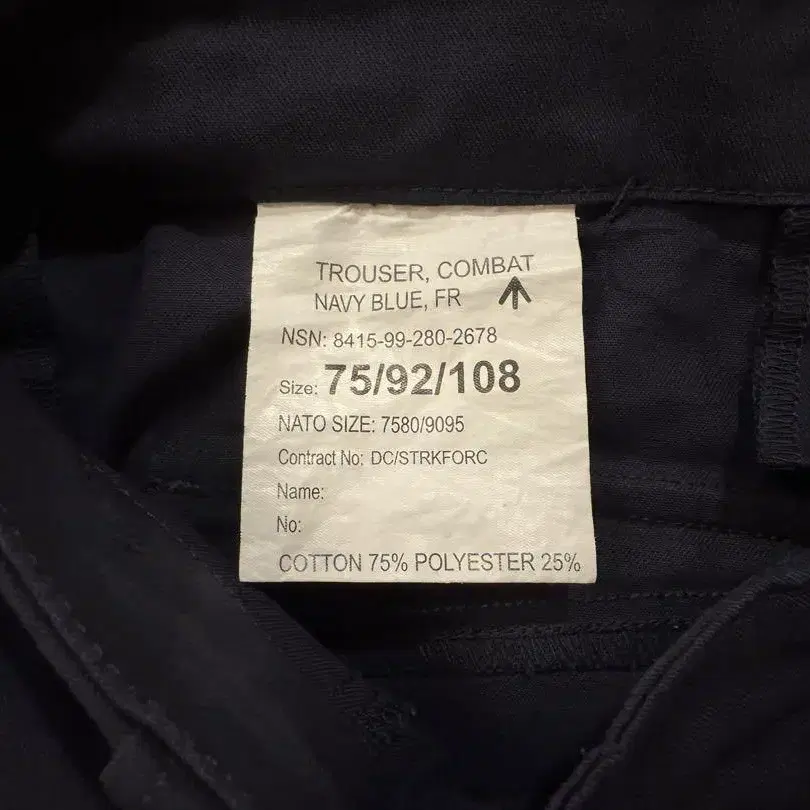 TROUSER, COMBAT
NAVY BLUE, FR
NSN: 8415-99-280-2678
Size: 75/92/108
NATO SIZE: 7580/9095
Contract No: DC/STRKFORC
Name:
No:
COTTON 75% POLYESTER 25%